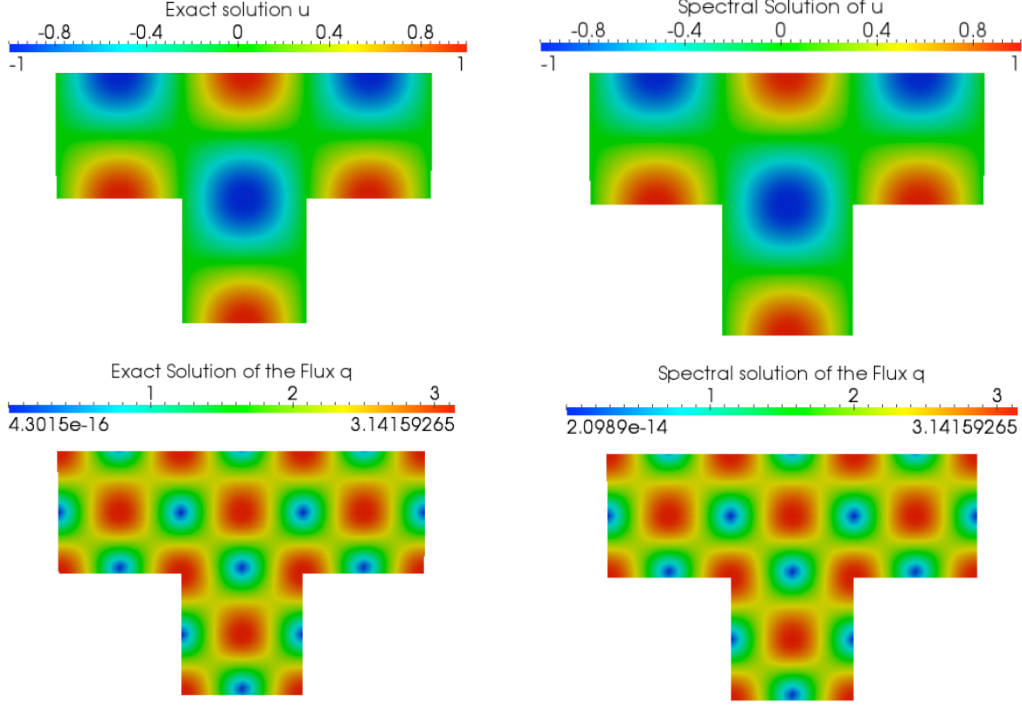 Exact solution u
-0.8 -0.4 0 0.4 0.8
-1 1
Spectral Solution of u
-0.8 -0.4 0 0.4 0.8
-1 1
Exact Solution of the Flux q
1 2 3
4.3015e-16 3.14159265
Spectral solution of the Flux q
1 2 3
2.0989e-14 3.14159265